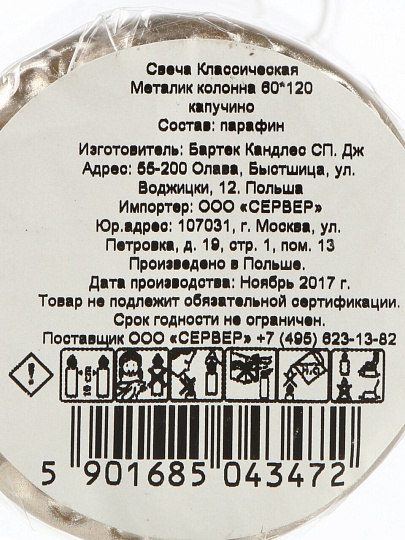 Свеча Классическая
Металик колонна 60*120
капучино
Состав: парафин
Изготовитель: Бартек Кандлес СП. Дж
Адрес: 55-200 Олава, Быстшица, ул.
Воджицки, 12. Польша
Импортер: ООО «СЕРВЕР»
Юр.адрес: 107031, г. Москва, ул.
Петровка, д. 19, стр. 1, пом. 13
Произведено в Польше.
Дата производства: Ноябрь 2017 г.
Товар не подлежит обязательной сертификации.
Срок годности не ограничен.
Поставщик ООО «СЕРВЕР» +7 (495) 623-13-82
5 901685 043472